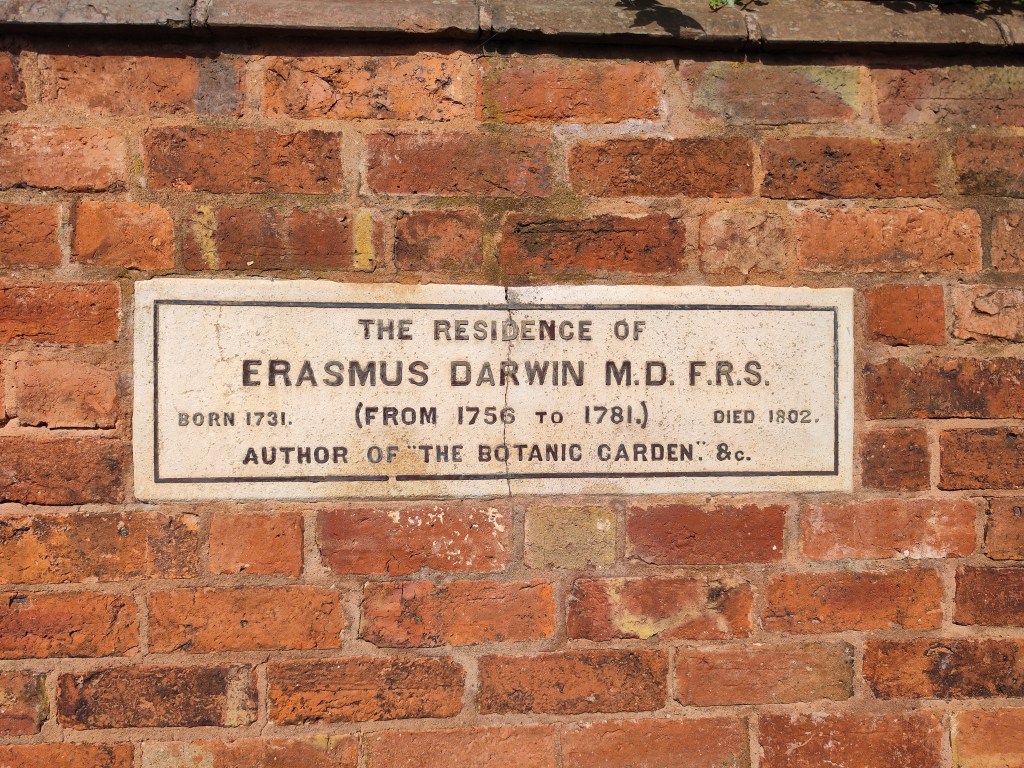 THE RESIDENCE OF
ERASMUS DARWIN M.D. F.R.S.
BORN 1731. (FROM 1756 TO 1781.) DIED 1802.
AUTHOR OF "THE BOTANIC GARDEN". &c.